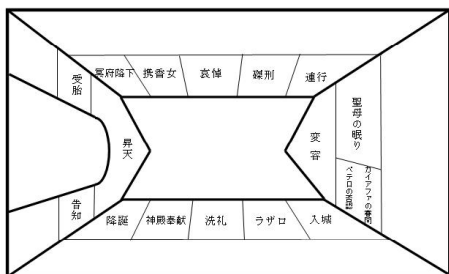 受胎
冥府降下
携香女
哀悼
磔刑
連行
聖母の眠り
昇天
変容
ガイアファの審問
ペテロの否認
告知
降誕
神殿奉献
洗礼
ラザロ
入城